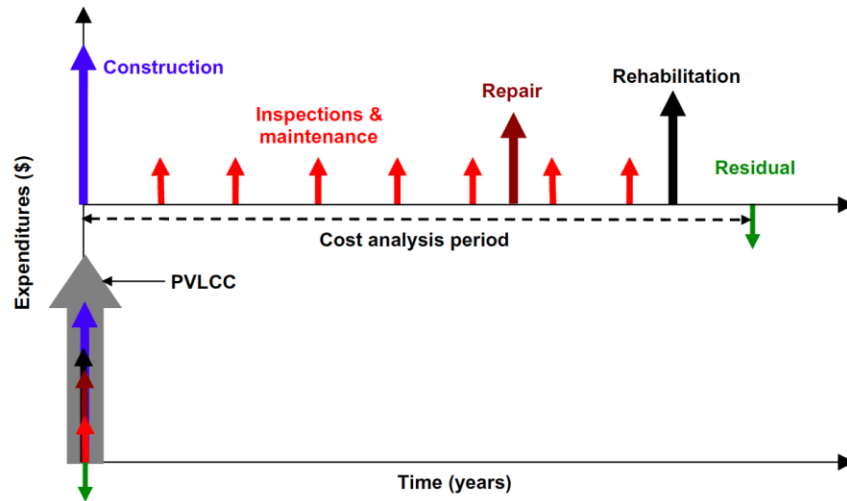 Construction
Inspections &
maintenance
Repair
Rehabilitation
Residual
Cost analysis period
Expenditures ($)
PVLCC
Time (years)